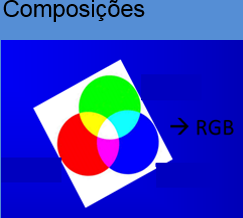 Composições
→ RGB